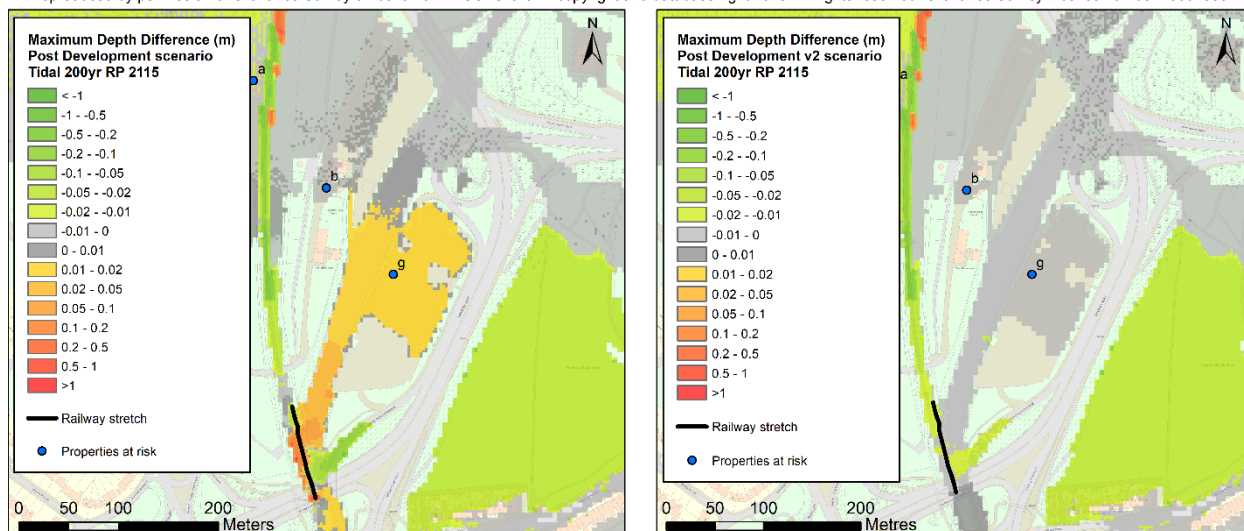 Maximum Depth Difference (m)
Post Development scenario
Tidal 200yr RP 2115
< -1
-1 - -0.5
-0.5 - -0.2
-0.2 - -0.1
-0.1 - -0.05
-0.05 - -0.02
-0.02 - -0.01
-0.01 - 0
0 - 0.01
0.01 - 0.02
0.02 - 0.05
0.05 - 0.1
0.1 - 0.2
0.2 - 0.5
0.5 - 1
>1
Railway stretch
Properties at risk
0 50 100 200
Meters
N
a
b
g
Maximum Depth Difference (m)
Post Development v2 scenario
Tidal 200yr RP 2115
< -1
-1 - -0.5
-0.5 - -0.2
-0.2 - -0.1
-0.1 - -0.05
-0.05 - -0.02
-0.02 - -0.01
-0.01 - 0
0 - 0.01
0.01 - 0.02
0.02 - 0.05
0.05 - 0.1
0.1 - 0.2
0.2 - 0.5
0.5 - 1
>1
Railway stretch
Properties at risk
0 50 100 200
Metres
N
a
b
g